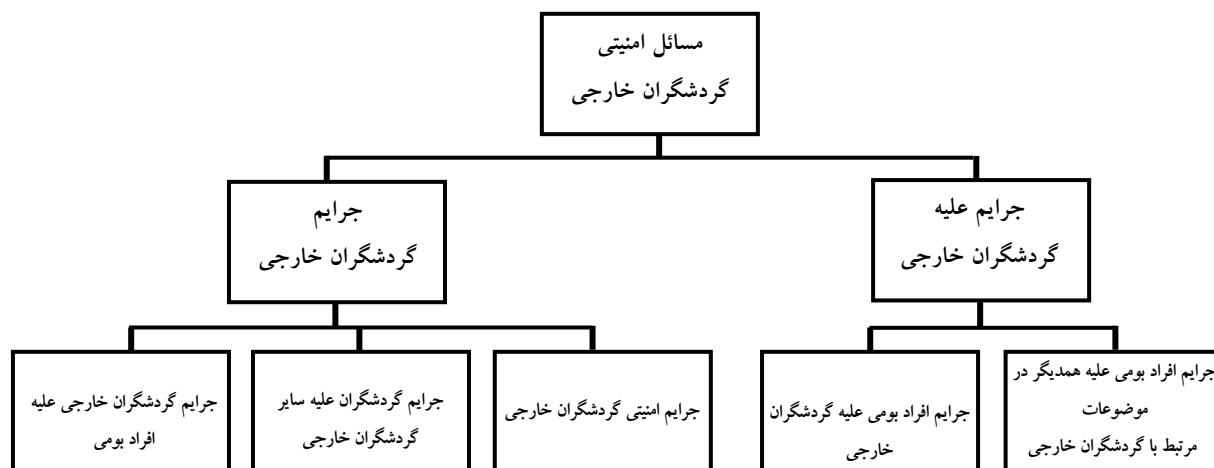 مسائل امنیتی
گردشگران خارجی
جرایم علیه
گردشگران خارجی
جرایم
گردشگران خارجی
جرایم افراد بومی علیه همدیگر در
موضوعات
مرتبط با گردشگران خارجی
جرایم افراد بومی علیه گردشگران
خارجی
جرایم امنیتی گردشگران خارجی
جرایم گردشگران علیه سایر
گردشگران خارجی
جرایم گردشگران خارجی علیه
افراد بومی